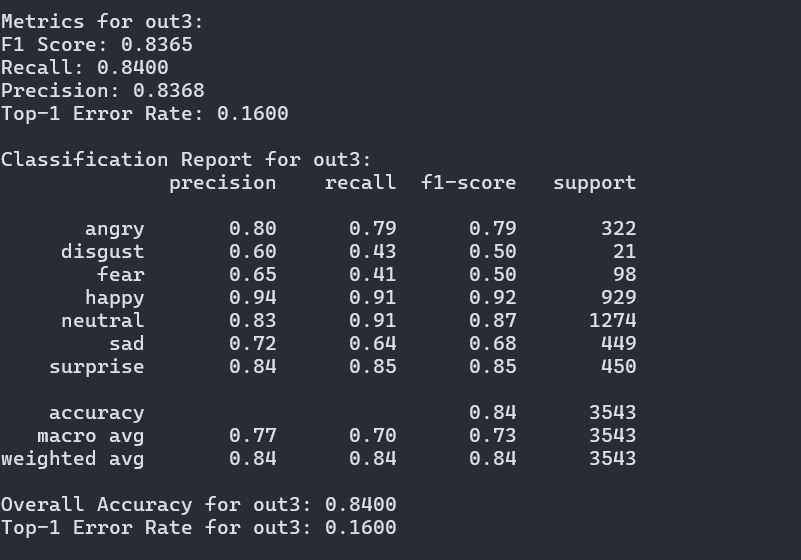 Metrics for out3:
F1 Score: 0.8365
Recall: 0.8400
Precision: 0.8368
Top-1 Error Rate: 0.1600

Classification Report for out3:
              precision    recall  f1-score   support

       angry       0.80      0.79      0.79       322
     disgust       0.60      0.43      0.50        21
        fear       0.65      0.41      0.50        98
       happy       0.94      0.91      0.92       929
     neutral       0.83      0.91      0.87      1274
         sad       0.72      0.64      0.68       449
    surprise       0.84      0.85      0.85       450

    accuracy                           0.84      3543
   macro avg       0.77      0.70      0.73      3543
weighted avg       0.84      0.84      0.84      3543

Overall Accuracy for out3: 0.8400
Top-1 Error Rate for out3: 0.1600